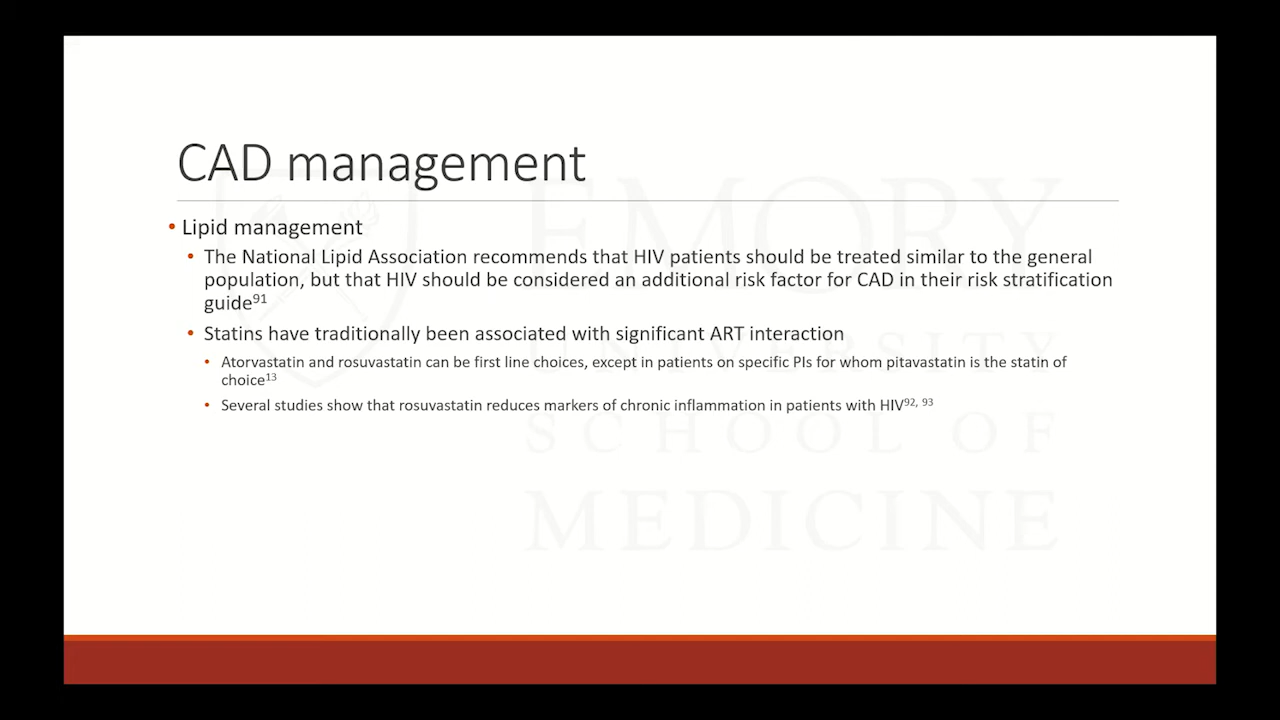 CAD management
• Lipid management
• The National Lipid Association recommends that HIV patients should be treated similar to the general
population, but that HIV should be considered an additional risk factor for CAD in their risk stratification
guide91
• Statins have traditionally been associated with significant ART interaction
• Atorvastatin and rosuvastatin can be first line choices, except in patients on specific PIs for whom pitavastatin is the statin of
choice13
• Several studies show that rosuvastatin reduces markers of chronic inflammation in patients with HIV92, 93
EMORY
UNIVERSITY
SCHOOL OF
MEDICINE